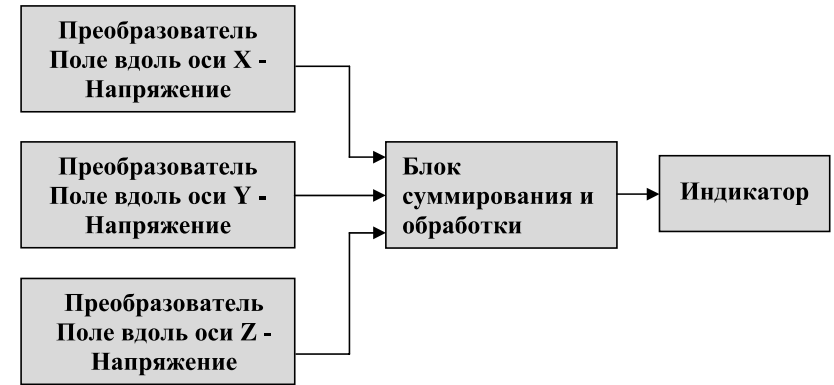 Преобразователь
Поле вдоль оси X -
Напряжение
Преобразователь
Поле вдоль оси Y -
Напряжение
Преобразователь
Поле вдоль оси Z -
Напряжение
Блок
суммирования и
обработки
Индикатор